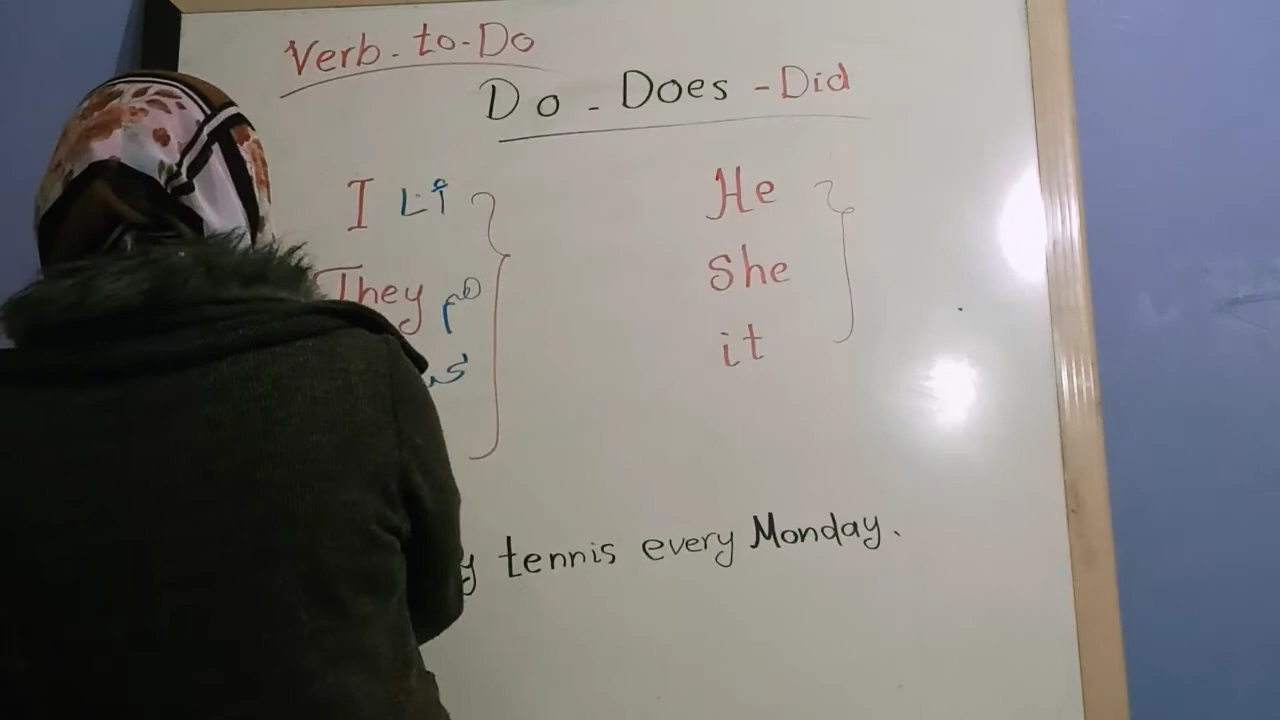 Verb-to-Do
Do - Does - Did
I أنا
They هم
He
She
it
tennis every Monday.